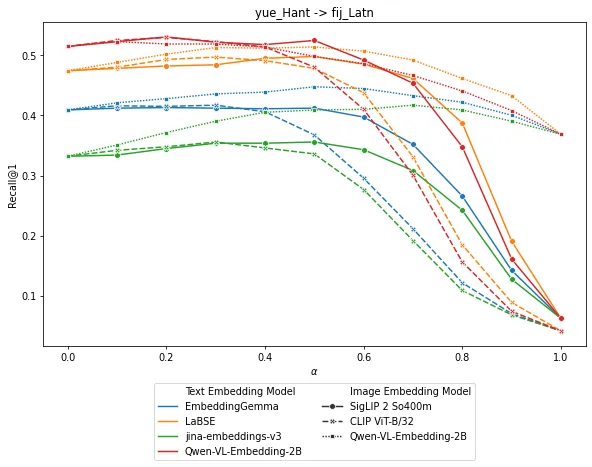 yue_Hant -> fij_Latn
Recall@1
0.5
0.4
0.3
0.2
0.1
0.0 0.2 0.4 0.6 0.8 1.0
α
Text Embedding Model
EmbeddingGemma
LaBSE
jina-embeddings-v3
Qwen-VL-Embedding-2B
Image Embedding Model
SigLIP 2 So400m
CLIP ViT-B/32
Qwen-VL-Embedding-2B